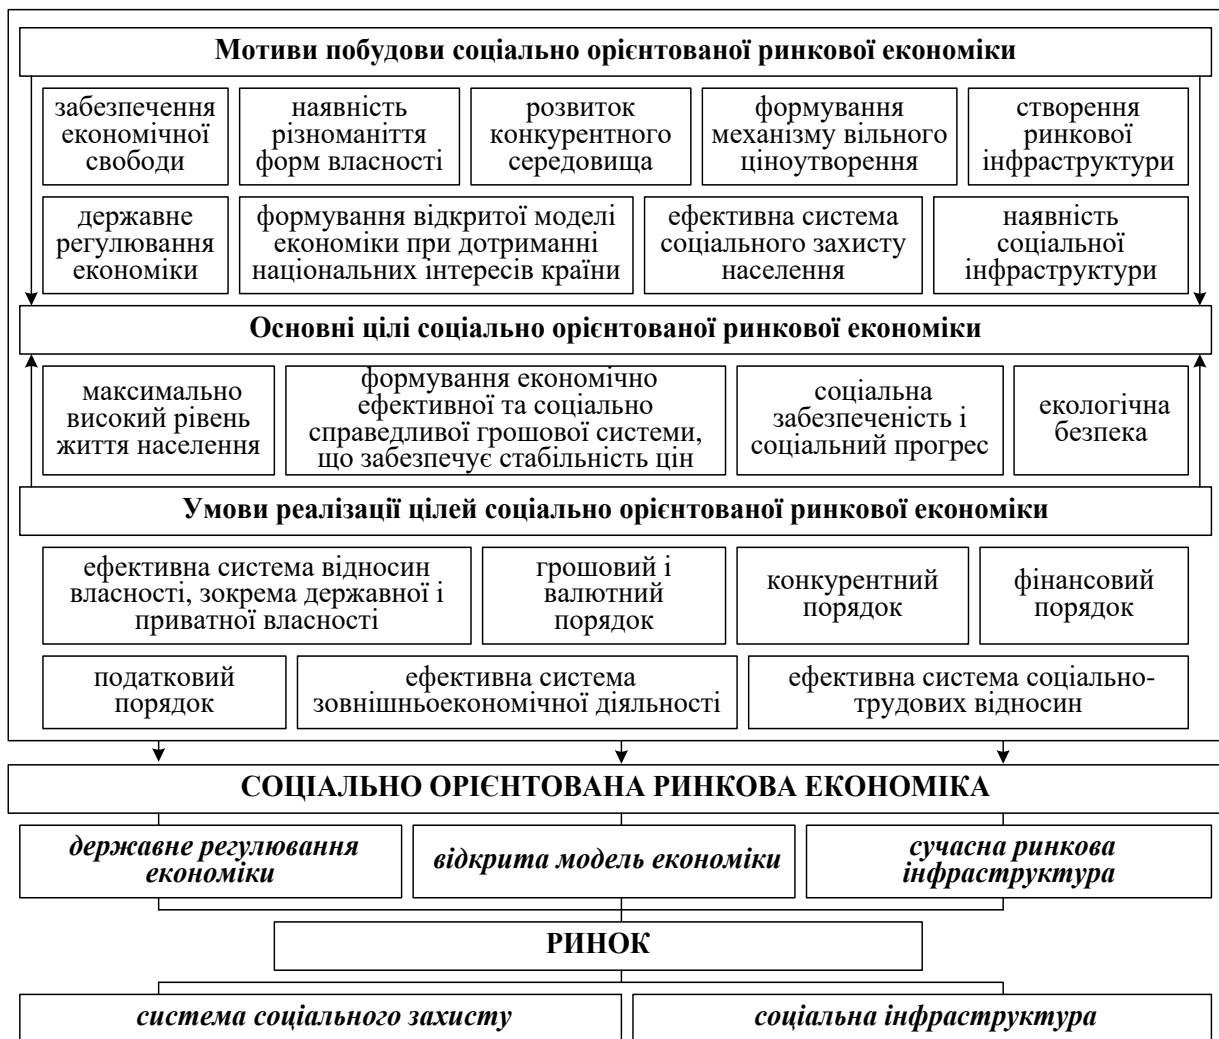 Мотиви побудови соціально орієнтованої ринкової економіки
забезпечення
економічної
свободи
наявність
різноманіття
форм власності
розвиток
конкурентного
середовища
формування
механізму вільного
ціноутворення
створення
ринкової
інфраструктури
державне
регулювання
економіки
формування відкритої моделі
економіки при дотриманні
національних інтересів країни
ефективна система
соціального захисту
населення
наявність
соціальної
інфраструктури
Основні цілі соціально орієнтованої ринкової економіки
максимально
високий рівень
життя населення
формування економічно
ефективної та соціально
справедливої грошової системи,
що забезпечує стабільність цін
соціальна
забезпеченість і
соціальний прогрес
екологічна
безпека
Умови реалізації цілей соціально орієнтованої ринкової економіки
ефективна система відносин
власності, зокрема державної і
приватної власності
грошовий і
валютний
порядок
конкурентний
порядок
фінансовий
порядок
податковий
порядок
ефективна система
зовнішньоекономічної діяльності
ефективна система соціально-
трудових відносин
СОЦІАЛЬНО ОРІЄНТОВАНА РИНКОВА ЕКОНОМІКА
державне регулювання
економіки
відкрита модель економіки
сучасна ринкова
інфраструктура
РИНОК
система соціального захисту
соціальна інфраструктура